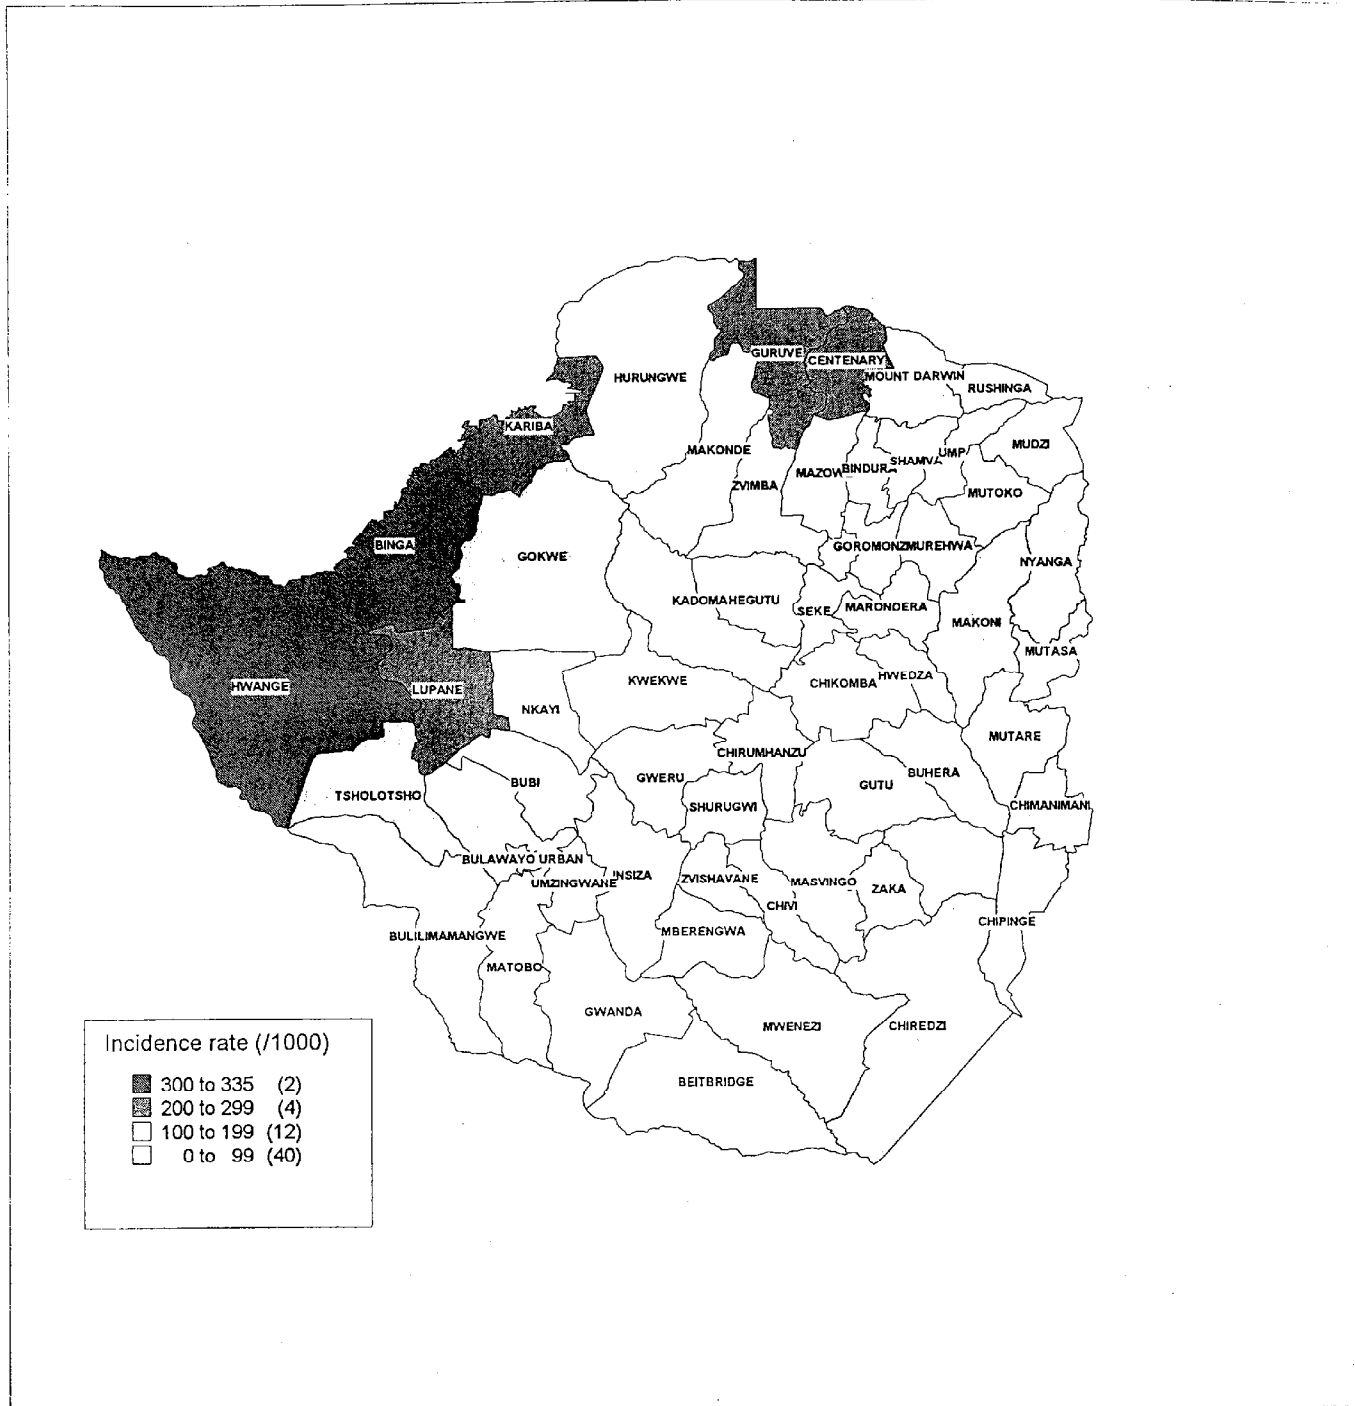 GURUVE
CENTENARY
HURUNGWE
MOUNT DARWIN
RUSHINGA
KARIBA
MAKONDE
MUDZI
ZVIMBA
MAZOW
BINDURA
SHAMVA
UMP
MUTOKO
BINGA
GOKWE
GOROMONZ
MUREHWA
NYANGA
KADOMA
HEGUTU
SEKE
MARONDERA
MAKONI
MUTASA
HWANGE
LUPANE
NKAYI
KWEKWE
CHIKOMBA
HWEDZA
MUTARE
CHIRUMHANZU
TSHOLOTSHO
BUBI
GWERU
SHURUGWI
GUTU
BUHERA
CHIMANIMANI
BULAWAYO URBAN
UMZINGWANE
INSIZA
ZVISHAVANE
MASVINGO
ZAKA
CHIVI
BULILIMAMANGWE
MBERENGWA
CHIPINGE
MATOBO
GWANDA
MWENEZI
CHIREDZI
BEITBRIDGE
Incidence rate (/1000)
300 to 335 (2)
200 to 299 (4)
100 to 199 (12)
0 to 99 (40)